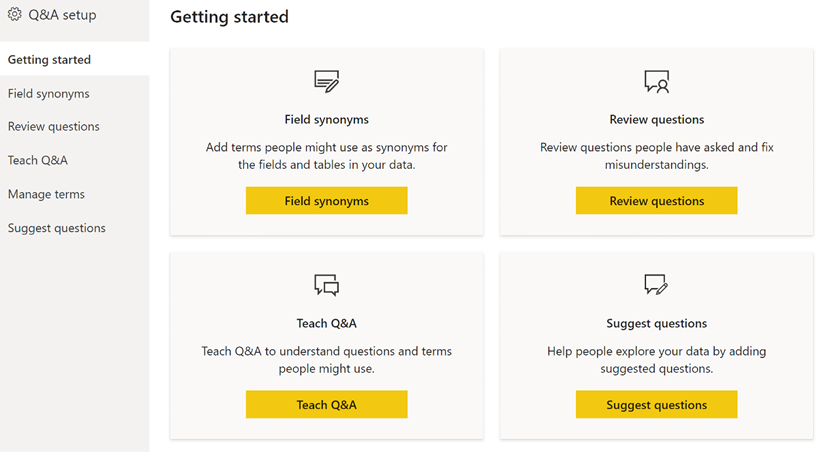 Q&A setup
Getting started
Field synonyms
Review questions
Teach Q&A
Manage terms
Suggest questions
Getting started
Field synonyms
Add terms people might use as synonyms for
the fields and tables in your data.
Field synonyms
Review questions
Review questions people have asked and fix
misunderstandings.
Review questions
Teach Q&A
Teach Q&A to understand questions and terms
people might use.
Teach Q&A
Suggest questions
Help people explore your data by adding
suggested questions.
Suggest questions